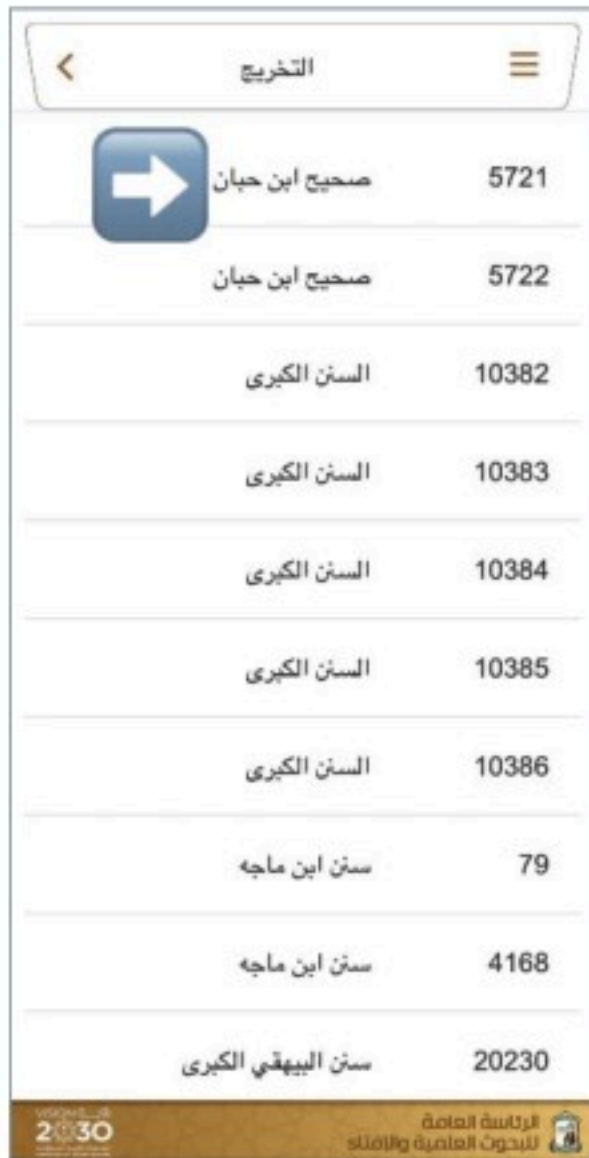 التخريج
5721 صحيح ابن حبان
5722 صحيح ابن حبان
10382 السنن الكبرى
10383 السنن الكبرى
10384 السنن الكبرى
10385 السنن الكبرى
10386 السنن الكبرى
79 سنن ابن ماجه
4168 سنن ابن ماجه
20230 سنن البيهقي الكبرى
الرئاسة العامة
للبحوث العلمية والإفتاء
VISION رؤية
2030